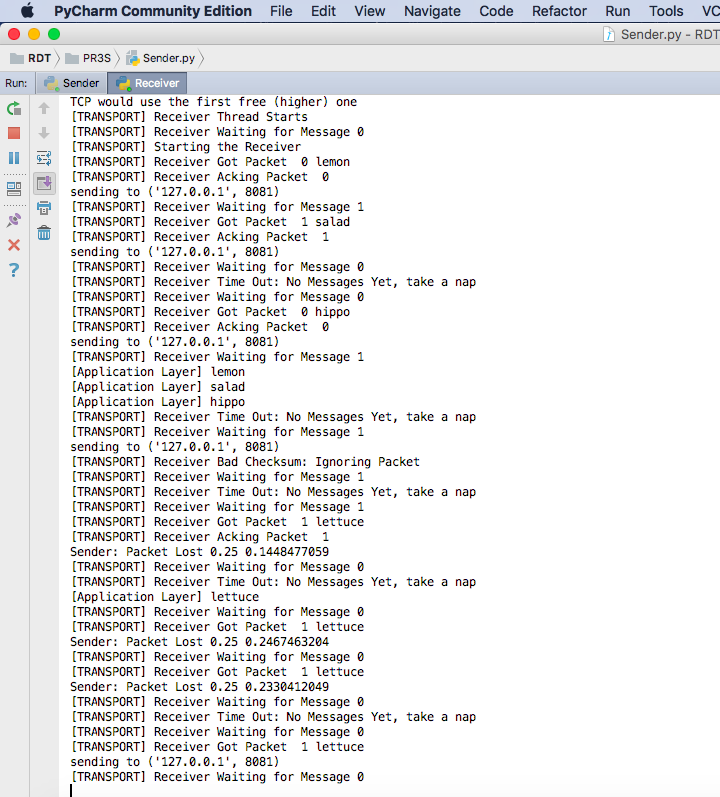 PyCharm Community Edition File Edit View Navigate Code Refactor Run Tools VC
Sender.py - RDT
RDT PR3S Sender.py
Run: Sender Receiver
TCP would use the first free (higher) one
[TRANSPORT] Receiver Thread Starts
[TRANSPORT] Receiver Waiting for Message 0
[TRANSPORT] Starting the Receiver
[TRANSPORT] Receiver Got Packet  0 lemon
[TRANSPORT] Receiver Acking Packet  0
sending to ('127.0.0.1', 8081)
[TRANSPORT] Receiver Waiting for Message 1
[TRANSPORT] Receiver Got Packet  1 salad
[TRANSPORT] Receiver Acking Packet  1
sending to ('127.0.0.1', 8081)
[TRANSPORT] Receiver Waiting for Message 0
[TRANSPORT] Receiver Time Out: No Messages Yet, take a nap
[TRANSPORT] Receiver Waiting for Message 0
[TRANSPORT] Receiver Got Packet  0 hippo
[TRANSPORT] Receiver Acking Packet  0
sending to ('127.0.0.1', 8081)
[TRANSPORT] Receiver Waiting for Message 1
[Application Layer] lemon
[Application Layer] salad
[Application Layer] hippo
[TRANSPORT] Receiver Time Out: No Messages Yet, take a nap
[TRANSPORT] Receiver Waiting for Message 1
sending to ('127.0.0.1', 8081)
[TRANSPORT] Receiver Bad Checksum: Ignoring Packet
[TRANSPORT] Receiver Waiting for Message 1
[TRANSPORT] Receiver Time Out: No Messages Yet, take a nap
[TRANSPORT] Receiver Waiting for Message 1
[TRANSPORT] Receiver Got Packet  1 lettuce
[TRANSPORT] Receiver Acking Packet  1
Sender: Packet Lost 0.25 0.1448477059
[TRANSPORT] Receiver Waiting for Message 0
[TRANSPORT] Receiver Time Out: No Messages Yet, take a nap
[Application Layer] lettuce
[TRANSPORT] Receiver Waiting for Message 0
[TRANSPORT] Receiver Got Packet  1 lettuce
Sender: Packet Lost 0.25 0.2467463204
[TRANSPORT] Receiver Waiting for Message 0
[TRANSPORT] Receiver Got Packet  1 lettuce
Sender: Packet Lost 0.25 0.2330412049
[TRANSPORT] Receiver Waiting for Message 0
[TRANSPORT] Receiver Time Out: No Messages Yet, take a nap
[TRANSPORT] Receiver Waiting for Message 0
[TRANSPORT] Receiver Got Packet  1 lettuce
sending to ('127.0.0.1', 8081)
[TRANSPORT] Receiver Waiting for Message 0